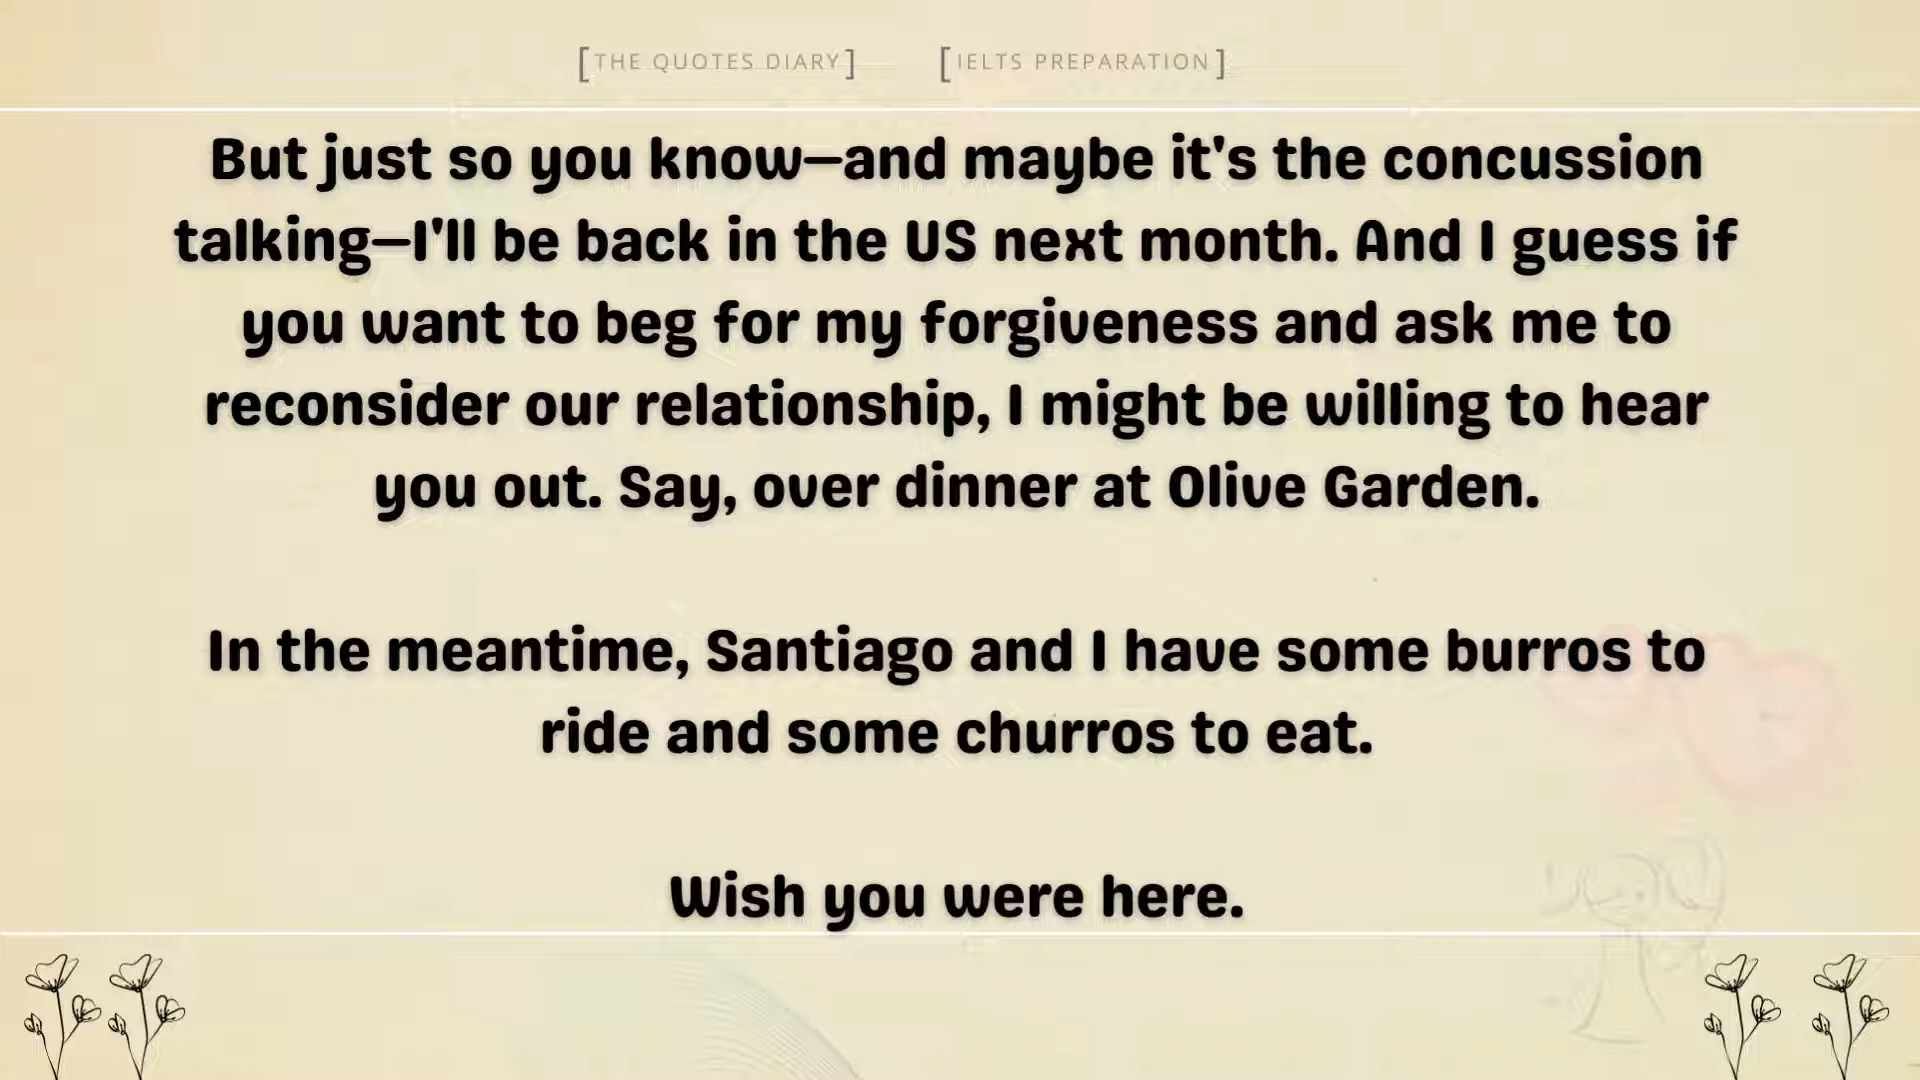 [THE QUOTES DIARY] [IELTS PREPARATION]
But just so you know—and maybe it's the concussion
talking—I'll be back in the US next month. And I guess if
you want to beg for my forgiveness and ask me to
reconsider our relationship, I might be willing to hear
you out. Say, over dinner at Olive Garden.
In the meantime, Santiago and I have some burros to
ride and some churros to eat.
Wish you were here.